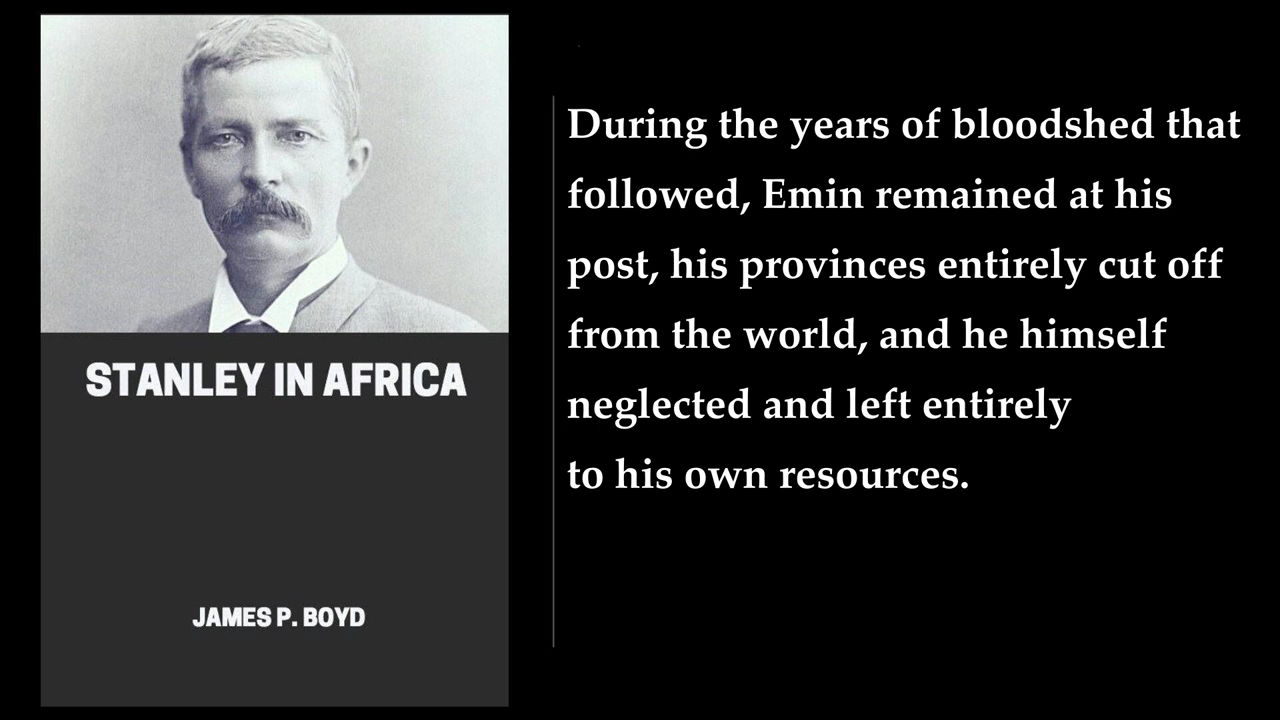 STANLEY IN AFRICA
JAMES P. BOYD
During the years of bloodshed that
followed, Emin remained at his
post, his provinces entirely cut off
from the world, and he himself
neglected and left entirely
to his own resources.